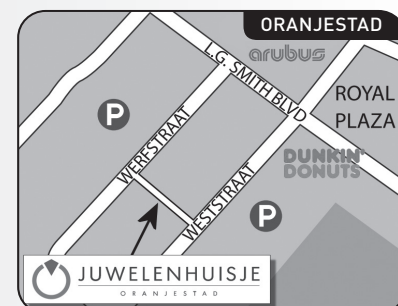 ORANJESTAD
arubus
L.G. SMITH BLVD
ROYAL
PLAZA
P
WERFSTRAAT
DUNKIN'
DONUTS
WESTSTRAAT
P
JUWELENHUISJE
ORANJESTAD